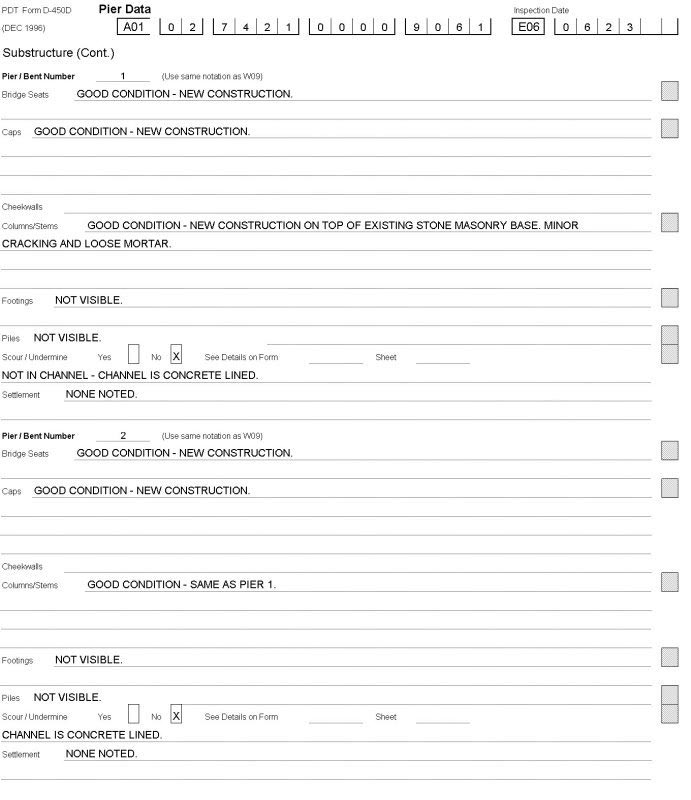 PDT Form D-450D Pier Data Inspection Date
(DEC 1996) A01 0 2 7 4 2 1 0 0 0 0 9 0 6 1 E06 0 6 2 3
Substructure (Cont.)
Pier / Bent Number 1 (Use same notation as W09)
Bridge Seats GOOD CONDITION - NEW CONSTRUCTION.
Caps GOOD CONDITION - NEW CONSTRUCTION.
Cheekwalls
Columns/Stems GOOD CONDITION - NEW CONSTRUCTION ON TOP OF EXISTING STONE MASONRY BASE. MINOR
CRACKING AND LOOSE MORTAR.
Footings NOT VISIBLE.
Piles NOT VISIBLE.
Scour / Undermine Yes No X See Details on Form Sheet
NOT IN CHANNEL - CHANNEL IS CONCRETE LINED.
Settlement NONE NOTED.
Pier / Bent Number 2 (Use same notation as W09)
Bridge Seats GOOD CONDITION - NEW CONSTRUCTION.
Caps GOOD CONDITION - NEW CONSTRUCTION.
Cheekwalls
Columns/Stems GOOD CONDITION - SAME AS PIER 1.
Footings NOT VISIBLE.
Piles NOT VISIBLE.
Scour / Undermine Yes No X See Details on Form Sheet
CHANNEL IS CONCRETE LINED.
Settlement NONE NOTED.